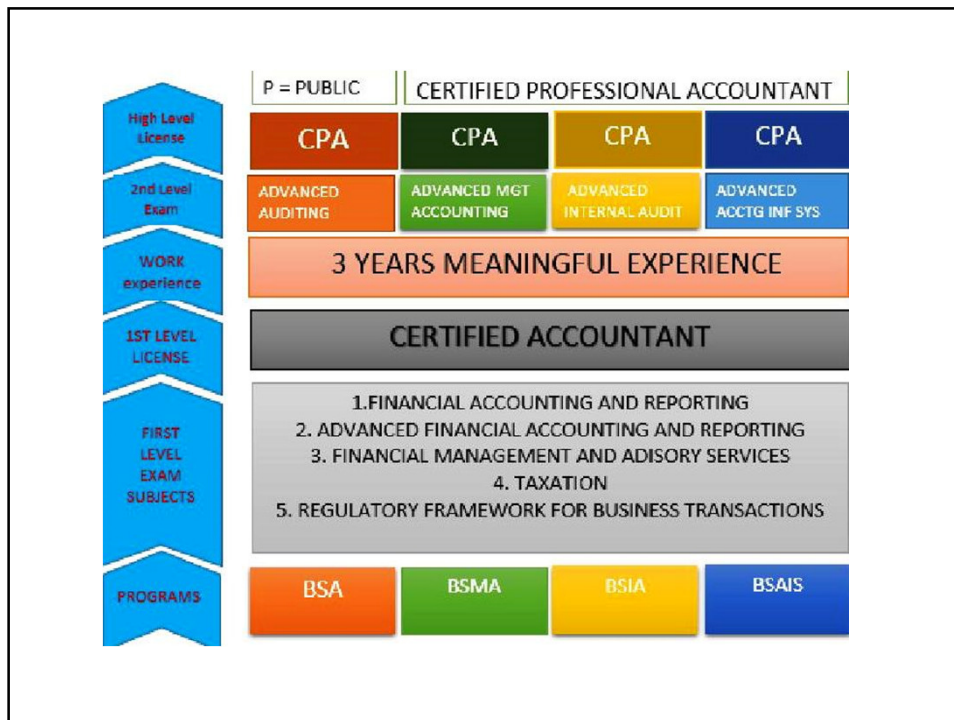 P = PUBLIC
CERTIFIED PROFESSIONAL ACCOUNTANT
High Level
License
CPA
CPA
CPA
CPA
2nd Level
Exam
ADVANCED
AUDITING
ADVANCED MGT
ACCOUNTING
ADVANCED
INTERNAL AUDIT
ADVANCED
ACCTG INF SYS
WORK
experience
3 YEARS MEANINGFUL EXPERIENCE
1ST LEVEL
LICENSE
CERTIFIED ACCOUNTANT
FIRST
LEVEL
EXAM
SUBJECTS
1.FINANCIAL ACCOUNTING AND REPORTING
2. ADVANCED FINANCIAL ACCOUNTING AND REPORTING
3. FINANCIAL MANAGEMENT AND ADISORY SERVICES
4. TAXATION
5. REGULATORY FRAMEWORK FOR BUSINESS TRANSACTIONS
PROGRAMS
BSA
BSMA
BSIA
BSAIS